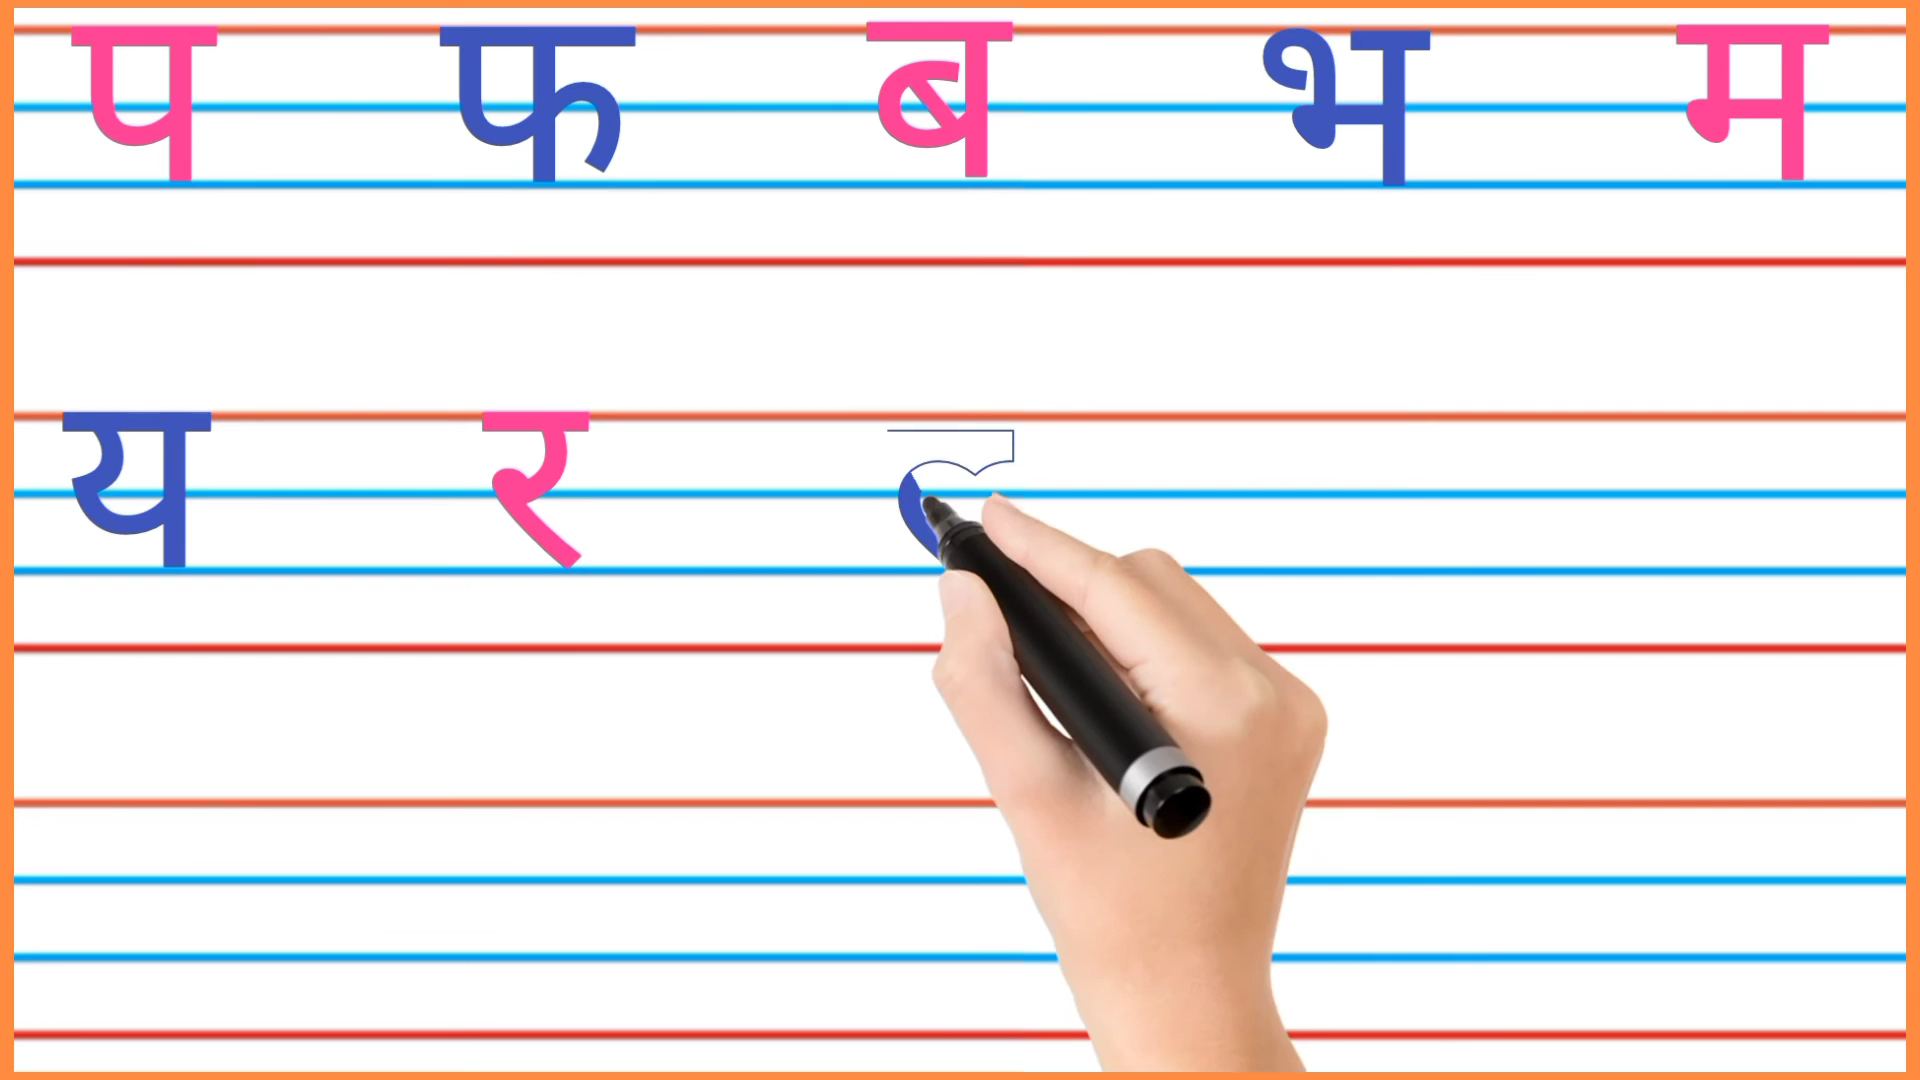 प फ ब भ म
य र